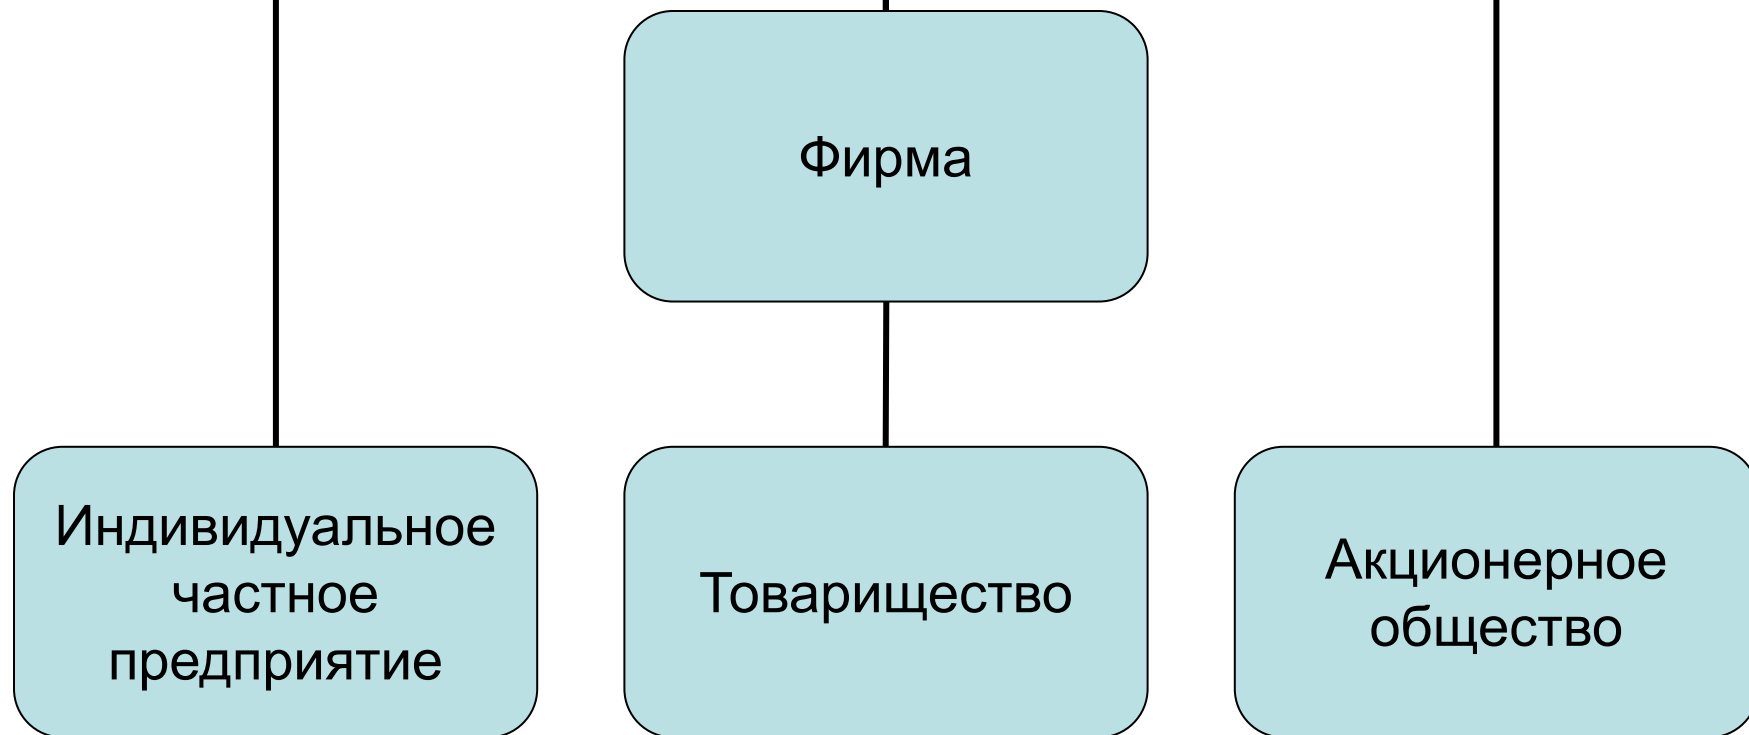 Фирма
Индивидуальное
частное
предприятие
Товарищество
Акционерное
общество